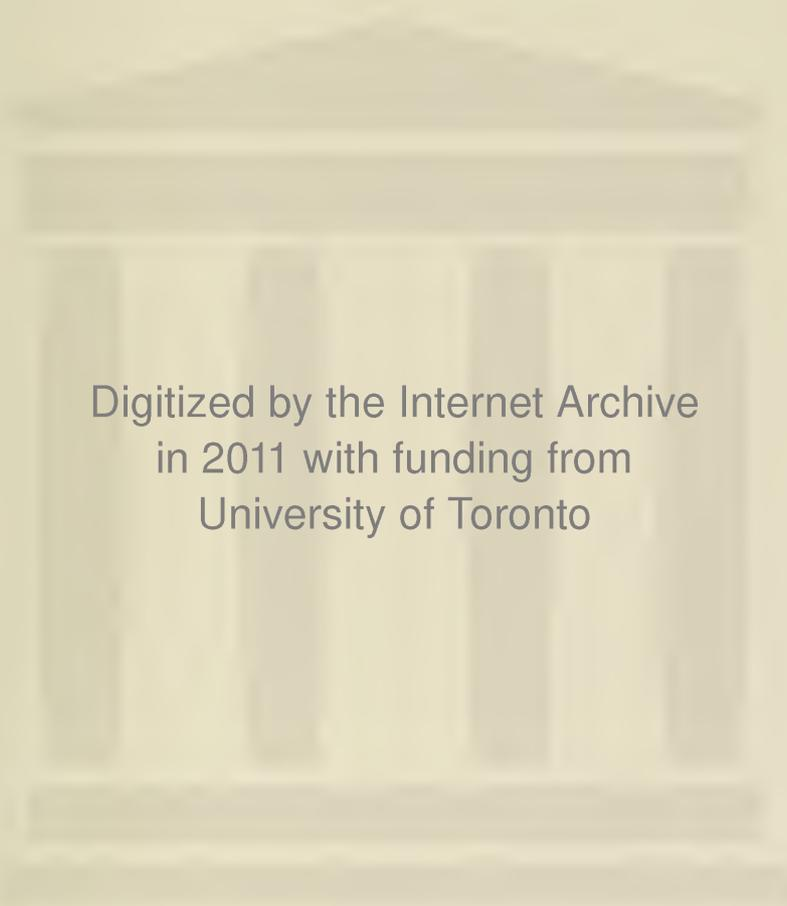 Digitized by the Internet Archive
in 2011 with funding from
University of Toronto